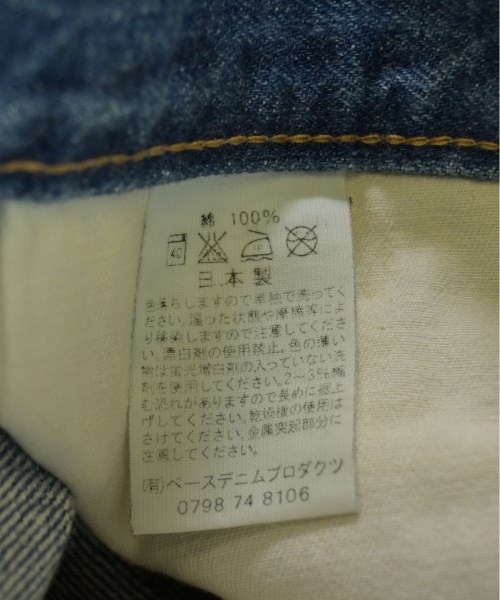 綿 100%
40
日本製
色落ちしますので単独で洗ってく
ださい。湿った状態や摩擦等によ
り移染しますので注意してくださ
い。漂白剤の使用禁止。色の薄い
物は蛍光増白剤の入っていない洗
剤を使用してください。2~3%縮
む恐れがありますので長めに裾上
げしてください。乾燥機の使用は
さけてください。金属突起部分に
注意してください。
(有)ベースデニムプロダクツ
0798 74 8106